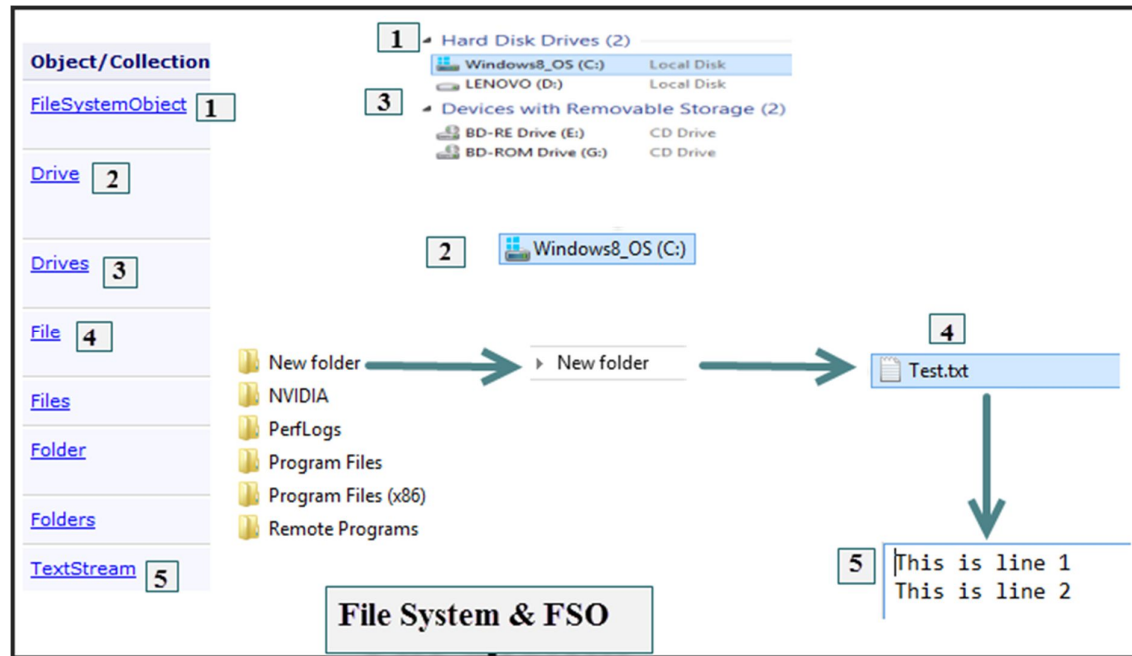 Object/Collection
FileSystemObject 1
Drive 2
Drives 3
File 4
Files
Folder
Folders
TextStream 5
1 Hard Disk Drives (2)
Windows8_OS (C:) Local Disk
LENOVO (D:) Local Disk
3 Devices with Removable Storage (2)
BD-RE Drive (E:) CD Drive
BD-ROM Drive (G:) CD Drive
2 Windows8_OS (C:)
New folder
NVIDIA
PerfLogs
Program Files
Program Files (x86)
Remote Programs
New folder
4
Test.txt
5 This is line 1
This is line 2
File System & FSO